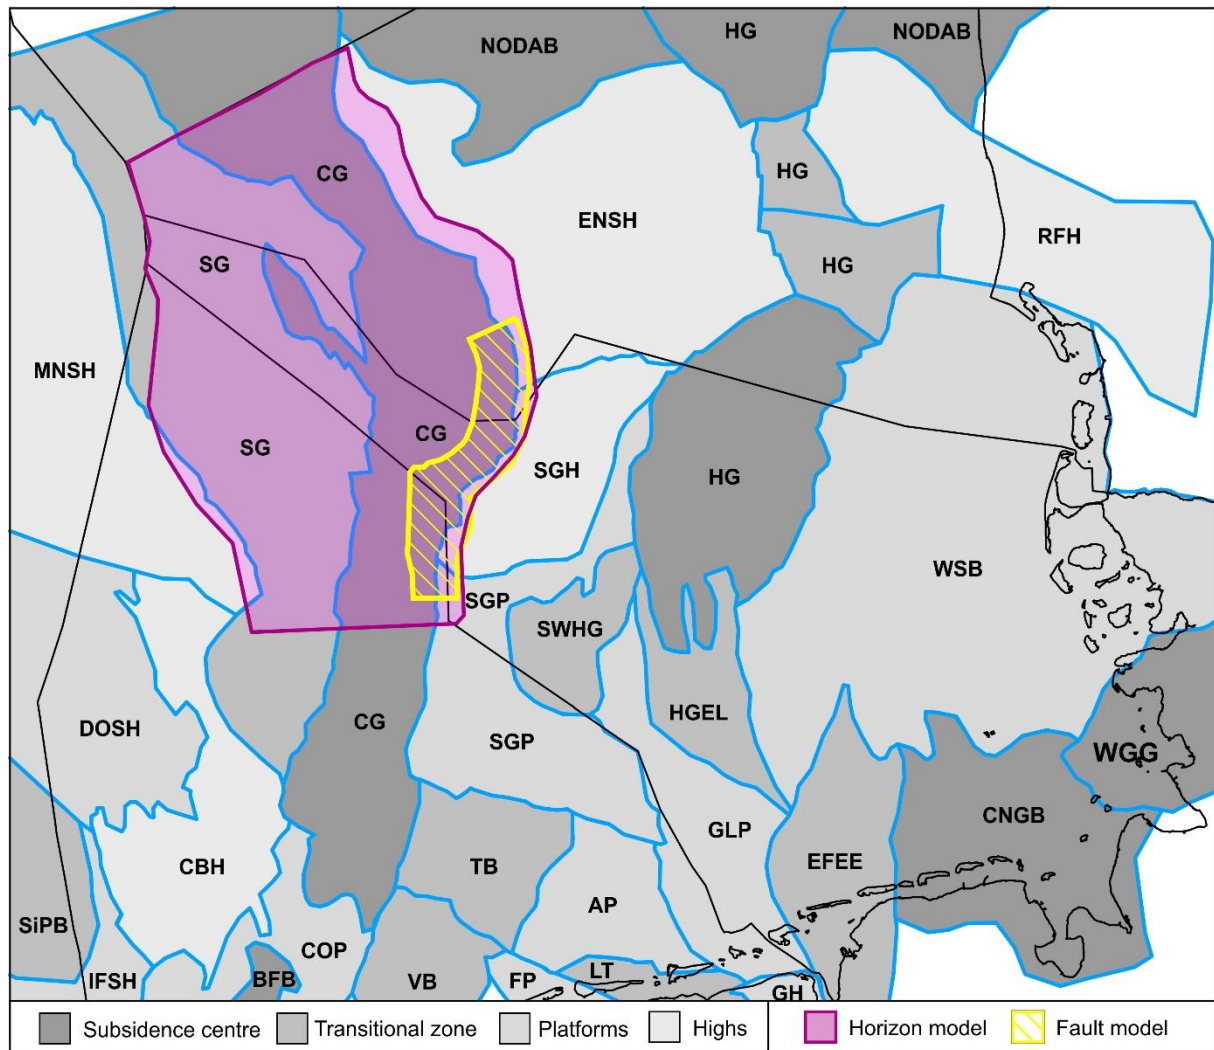 HG
NODAB
NODAB
CG
HG
ENSH
RFH
SG
HG
MNSH
CG
SG
SGH
HG
WSB
SGP
SWHG
HGEL
CG
DOSH
SGP
WGG
GLP
CNGB
CBH
TB
EFEE
AP
SiPB
COP
IFSH
BFB
VB
FP
LT
GH
Subsidence centre
Transitional zone
Platforms
Highs
Horizon model
Fault model